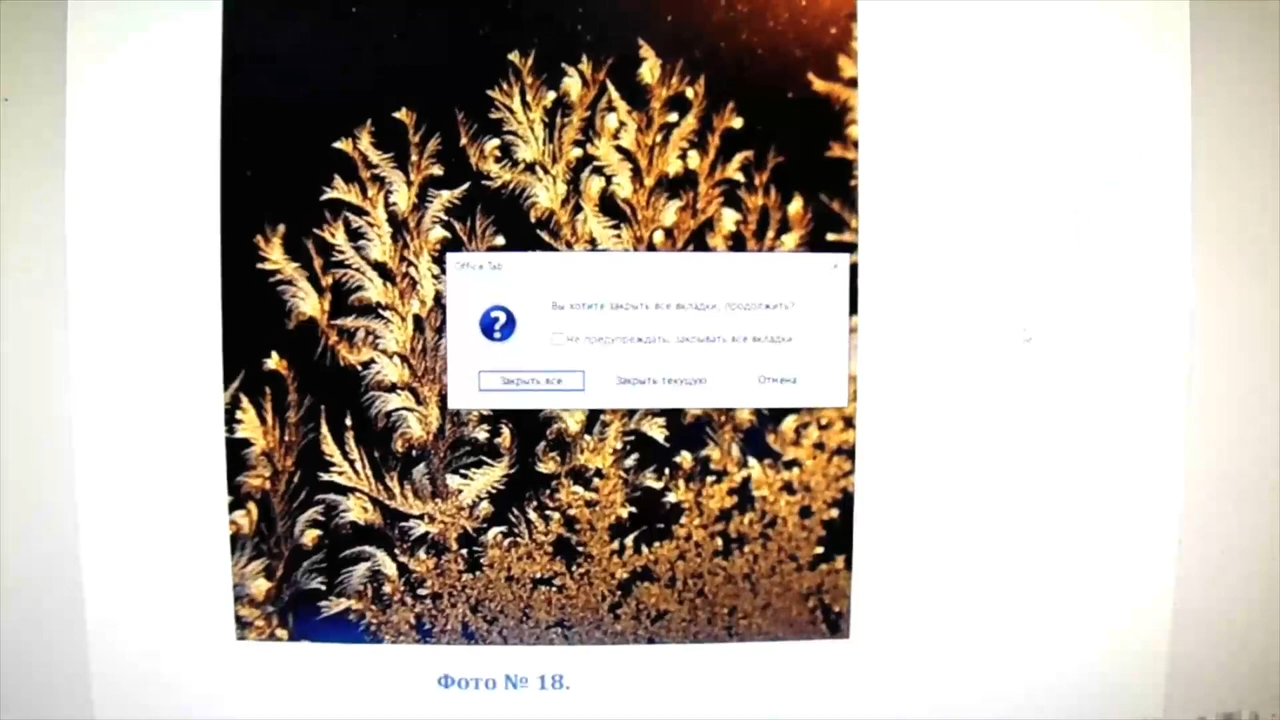 Office Tab
Вы хотите закрыть все вкладки, продолжить?
Не предупреждать, закрывать все вкладки
Закрыть все
Закрыть текущую
Отмена
Фото № 18.